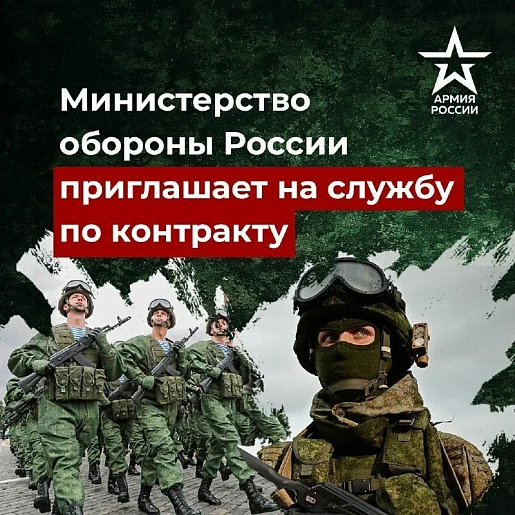 АРМИЯ
РОССИИ
Министерство
обороны России
приглашает на службу
по контракту